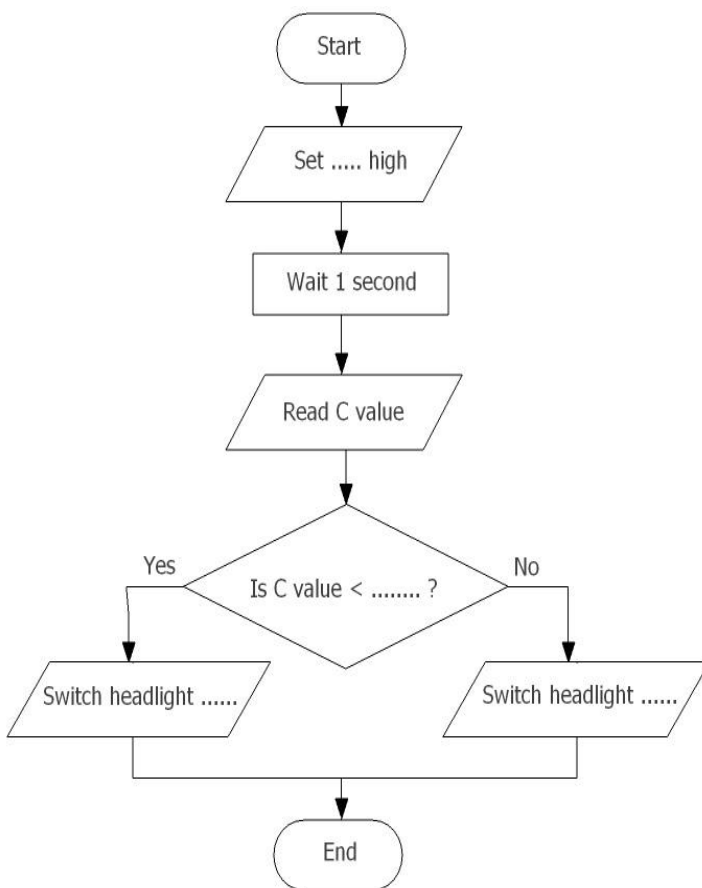 Start
Set ..... high
Wait 1 second
Read C value
Yes
Is C value < ........ ?
No
Switch headlight ......
Switch headlight ......
End